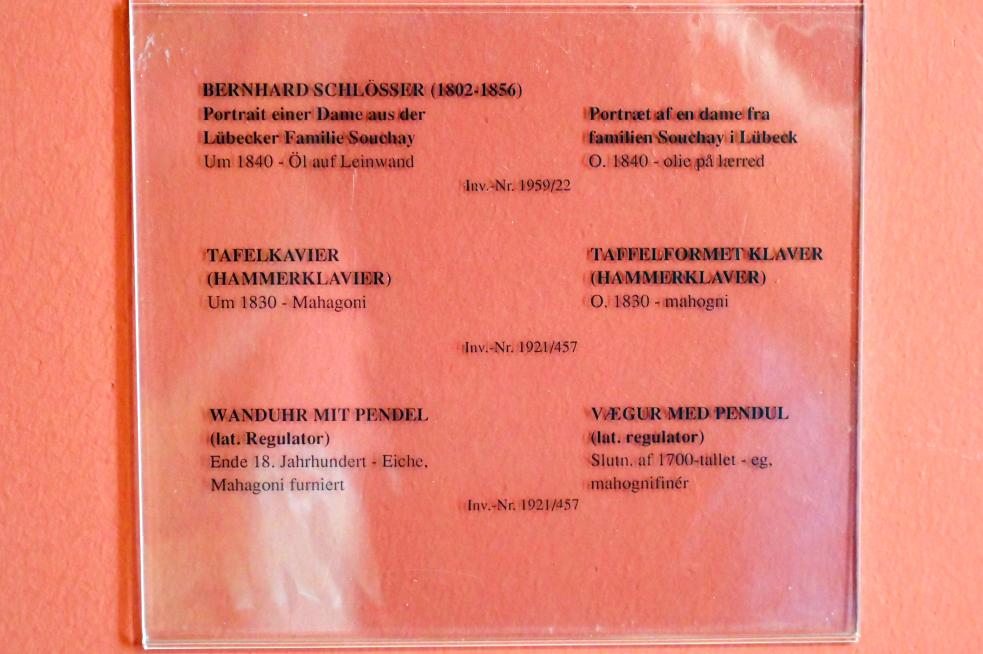 BERNHARD SCHLÖSSER (1802-1856)
Portrait einer Dame aus der
Lübecker Familie Souchay
Um 1840 - Öl auf Leinwand
Portræt af en dame fra
familien Souchay i Lübeck
O. 1840 - olie på lærred
Inv.-Nr. 1959/22
TAFELKAVIER
(HAMMERKLAVIER)
Um 1830 - Mahagoni
TAFFELFORMET KLAVER
(HAMMERKLAVER)
O. 1830 - mahogni
Inv.-Nr. 1921/457
WANDUHR MIT PENDEL
(lat. Regulator)
Ende 18. Jahrhundert - Eiche,
Mahagoni furniert
VÆGUR MED PENDUL
(lat. regulator)
Slutn. af 1700-tallet - eg,
mahognifinér
Inv.-Nr. 1921/457